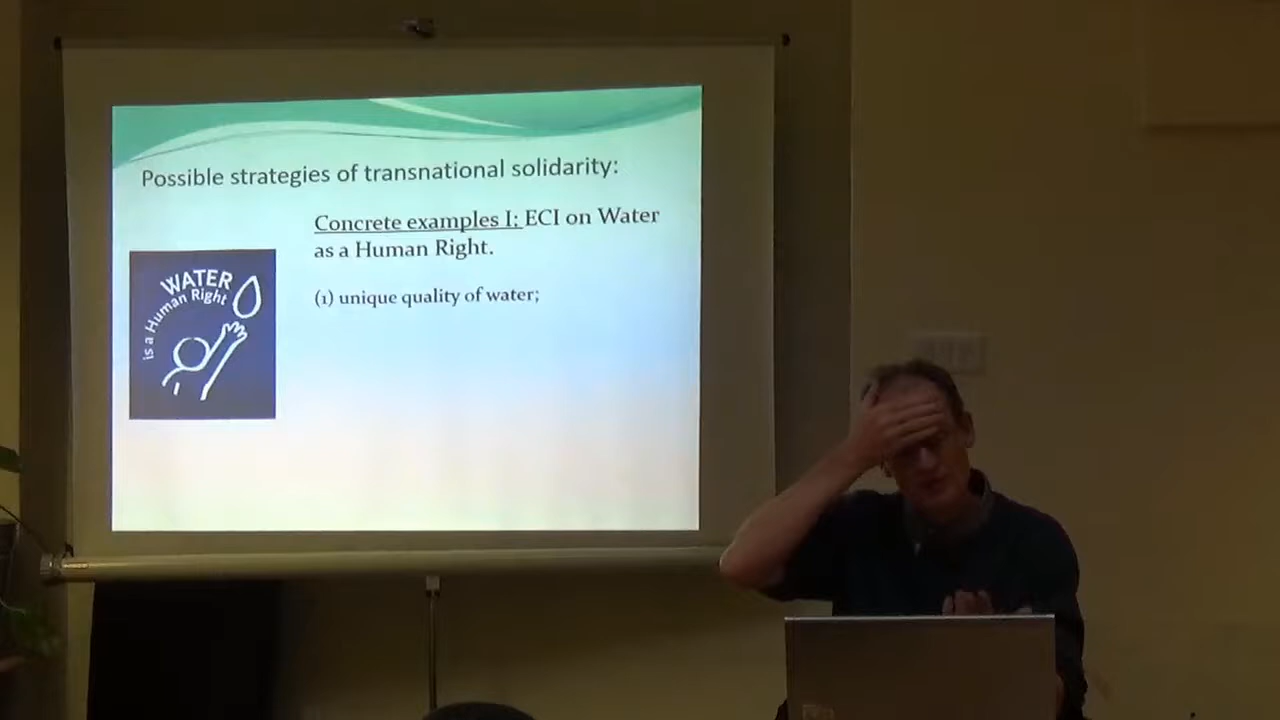 Possible strategies of transnational solidarity:
Concrete examples I: ECI on Water
as a Human Right.
(1) unique quality of water;
WATER
is a Human Right